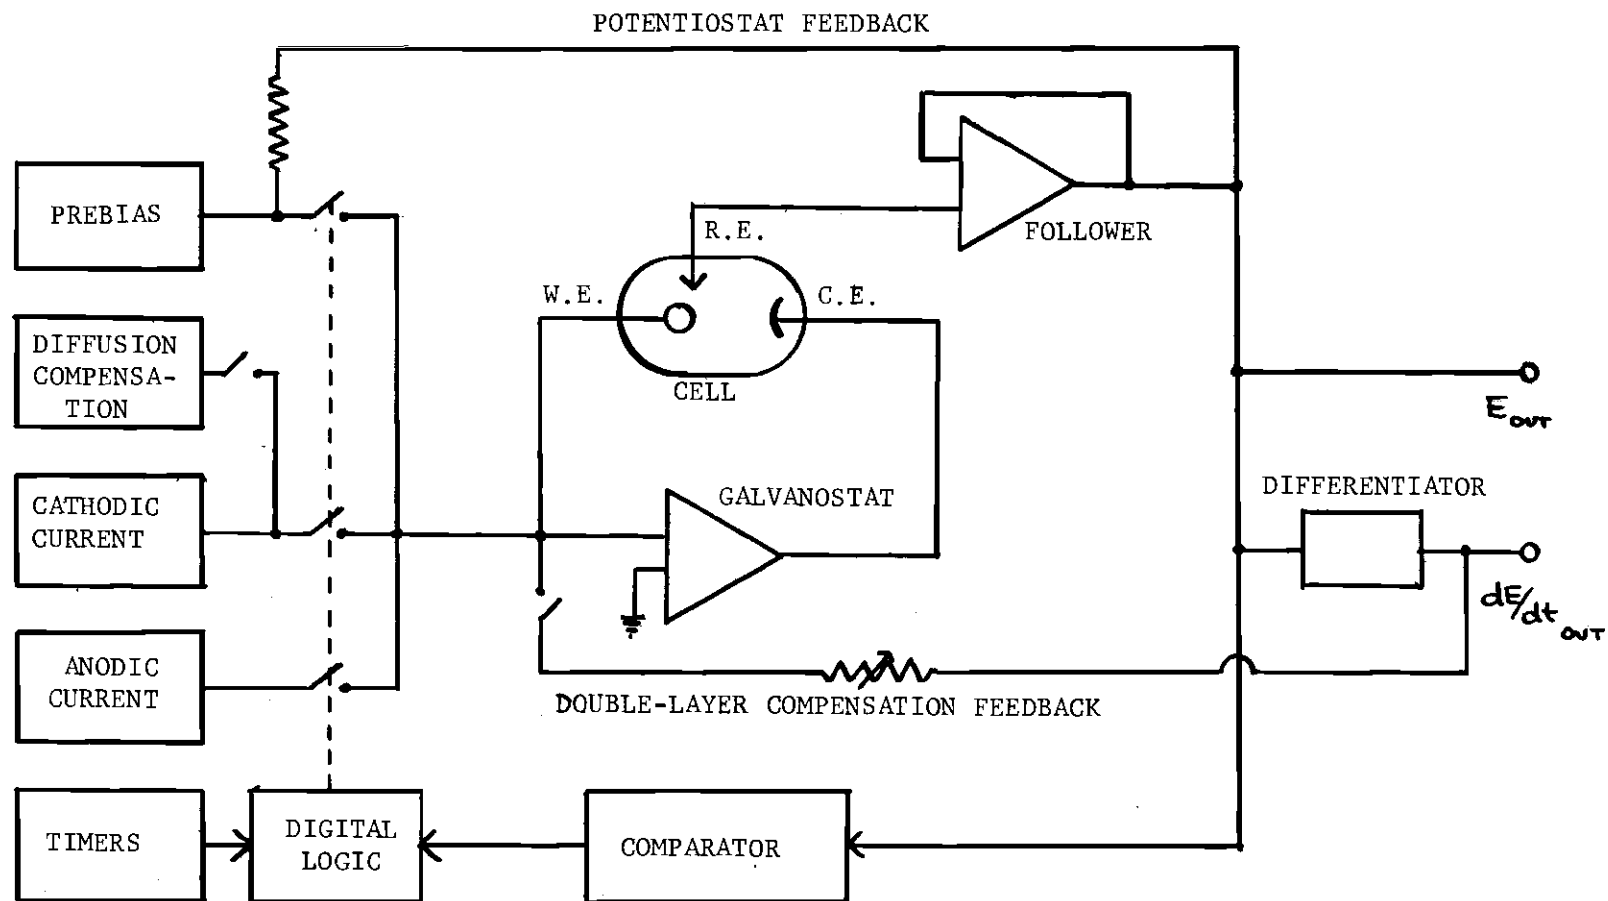 POTENTIOSTAT FEEDBACK
PREBIAS
R.E.
FOLLOWER
W.E.
C.E.
DIFFUSION
COMPENSA-
TION
CELL
E OUT
CATHODIC
CURRENT
GALVANOSTAT
DIFFERENTIATOR
dE/dt OUT
ANODIC
CURRENT
DOUBLE-LAYER COMPENSATION FEEDBACK
TIMERS
DIGITAL
LOGIC
COMPARATOR